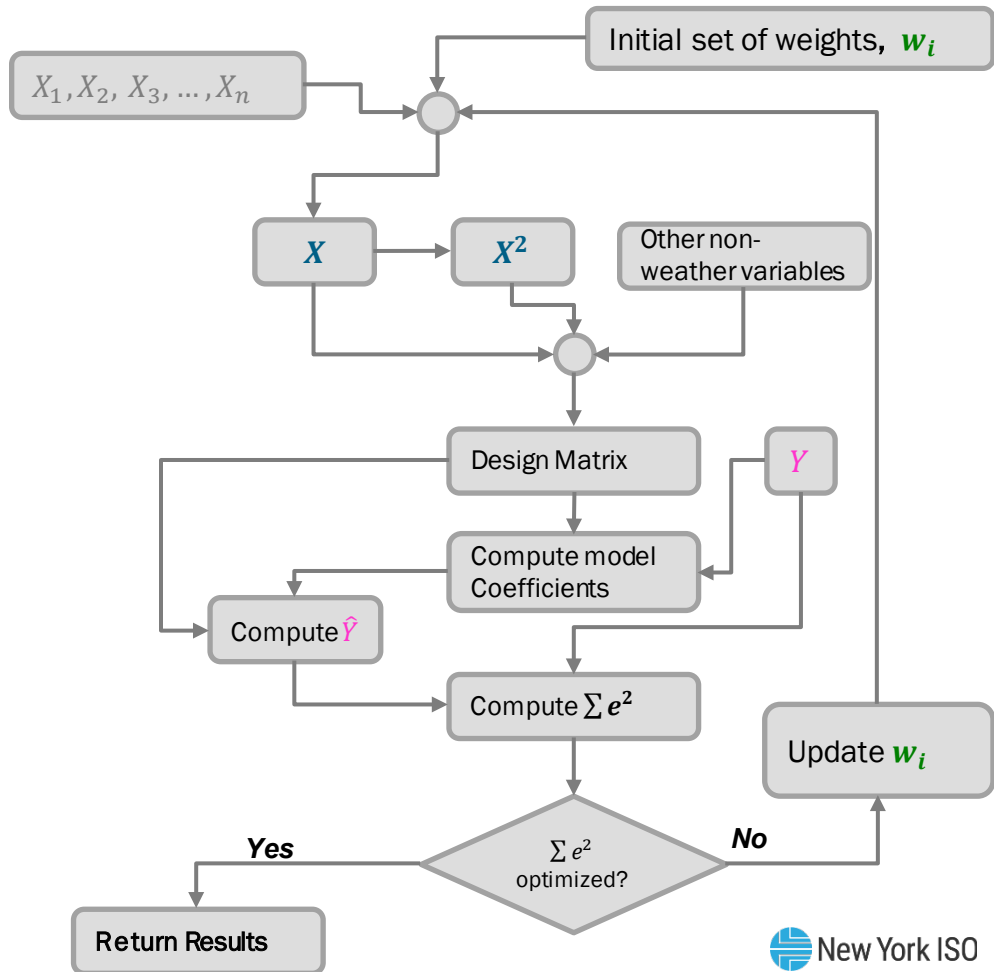 Initial set of weights, wᵢ
X₁, X₂, X₃, …, Xₙ
X
X²
Other non-
weather variables
Design Matrix
Y
Compute model
Coefficients
Compute Ŷ
Compute ∑ e²
Update wᵢ
Yes
No
∑ e²
optimized?
Return Results
New York ISO